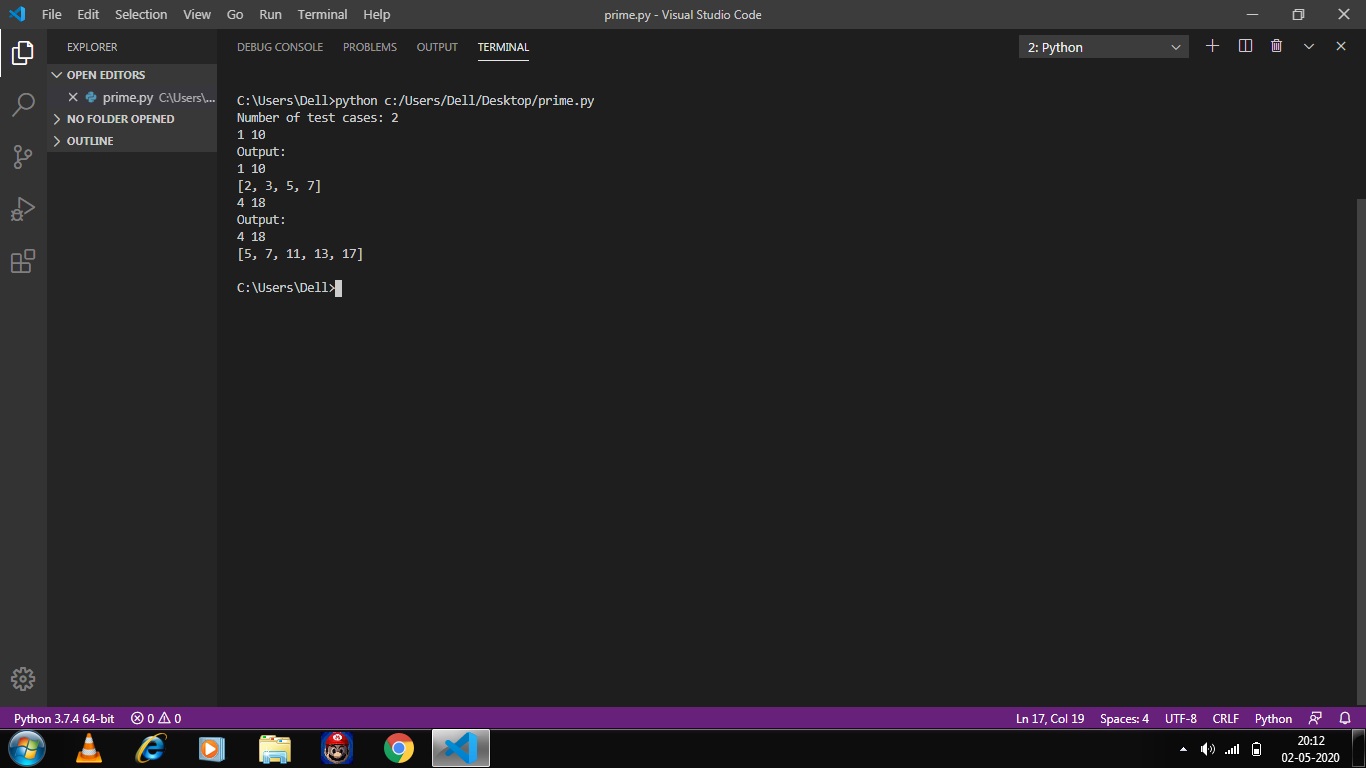 File Edit Selection View Go Run Terminal Help prime.py - Visual Studio Code
EXPLORER
OPEN EDITORS
prime.py C:\Users\...
NO FOLDER OPENED
OUTLINE
DEBUG CONSOLE PROBLEMS OUTPUT TERMINAL 2: Python
C:\Users\Dell>python c:/Users/Dell/Desktop/prime.py
Number of test cases: 2
1 10
Output:
1 10
[2, 3, 5, 7]
4 18
Output:
4 18
[5, 7, 11, 13, 17]
C:\Users\Dell>
Python 3.7.4 64-bit 0 0 Ln 17, Col 19 Spaces: 4 UTF-8 CRLF Python
20:12
02-05-2020